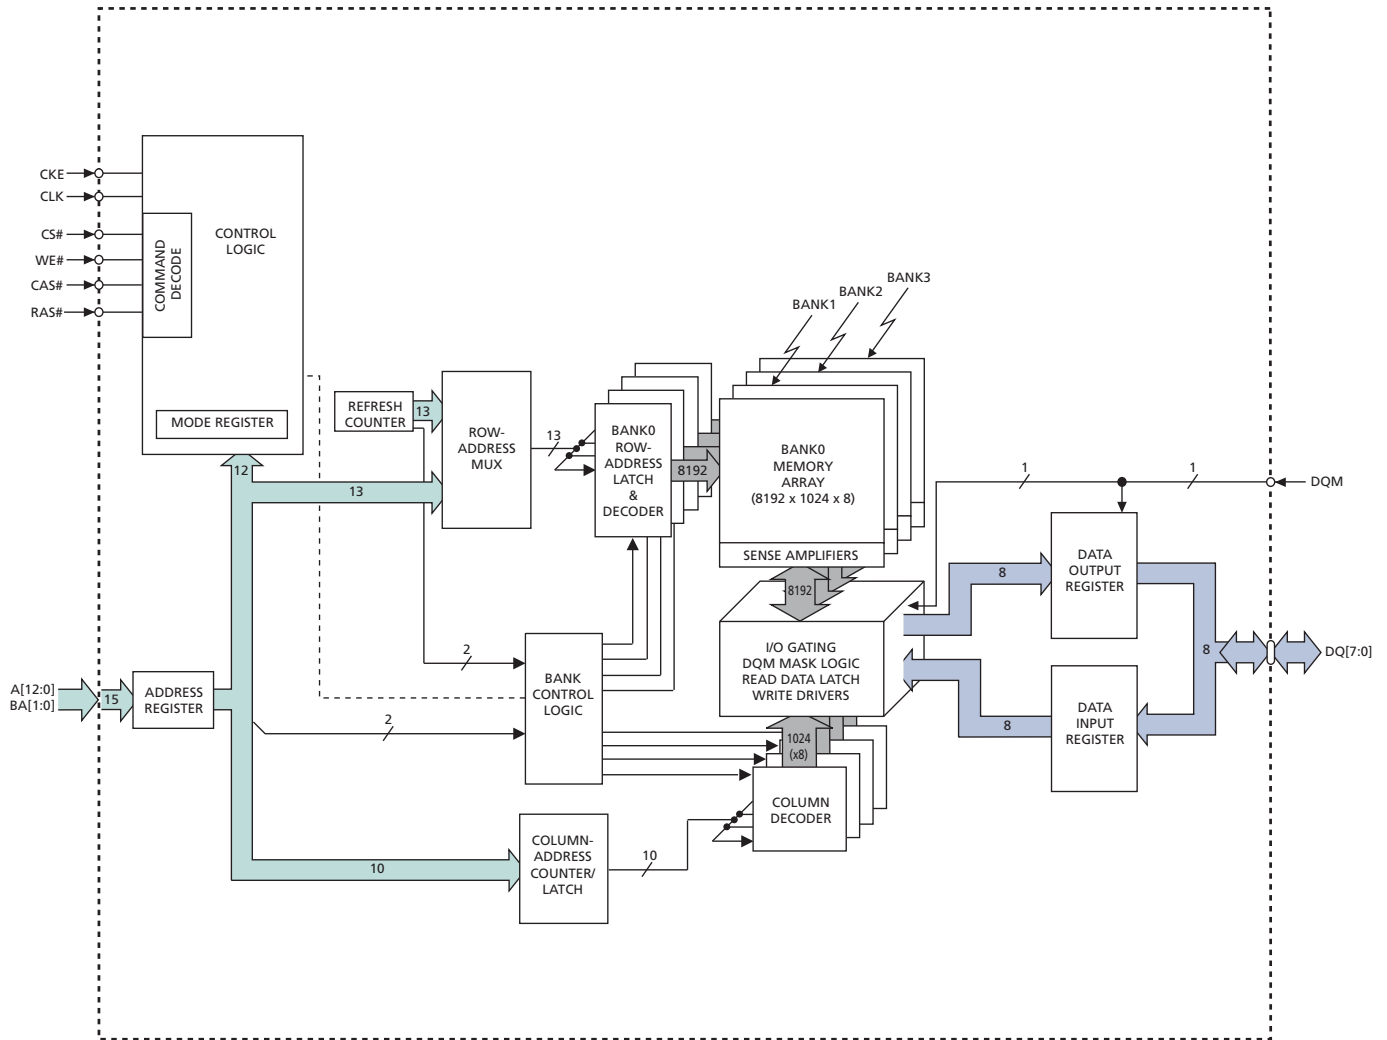 BANK3
BANK2
BANK1
CKE
CLK
CS#
WE#
CAS#
RAS#
COMMAND
DECODE
CONTROL
LOGIC
MODE REGISTER
12
13
REFRESH
COUNTER
13
ROW-
ADDRESS
MUX
13
BANK0
ROW-
ADDRESS
LATCH
&
DECODER
8192
BANK0
MEMORY
ARRAY
(8192 x 1024 x 8)
SENSE AMPLIFIERS
8192
I/O GATING
DQM MASK LOGIC
READ DATA LATCH
WRITE DRIVERS
1
1
DQM
8
DATA
OUTPUT
REGISTER
8
DQ[7:0]
8
DATA
INPUT
REGISTER
A[12:0]
BA[1:0]
15
ADDRESS
REGISTER
2
2
BANK
CONTROL
LOGIC
1024
(x8)
COLUMN
DECODER
10
COLUMN-
ADDRESS
COUNTER/
LATCH
10